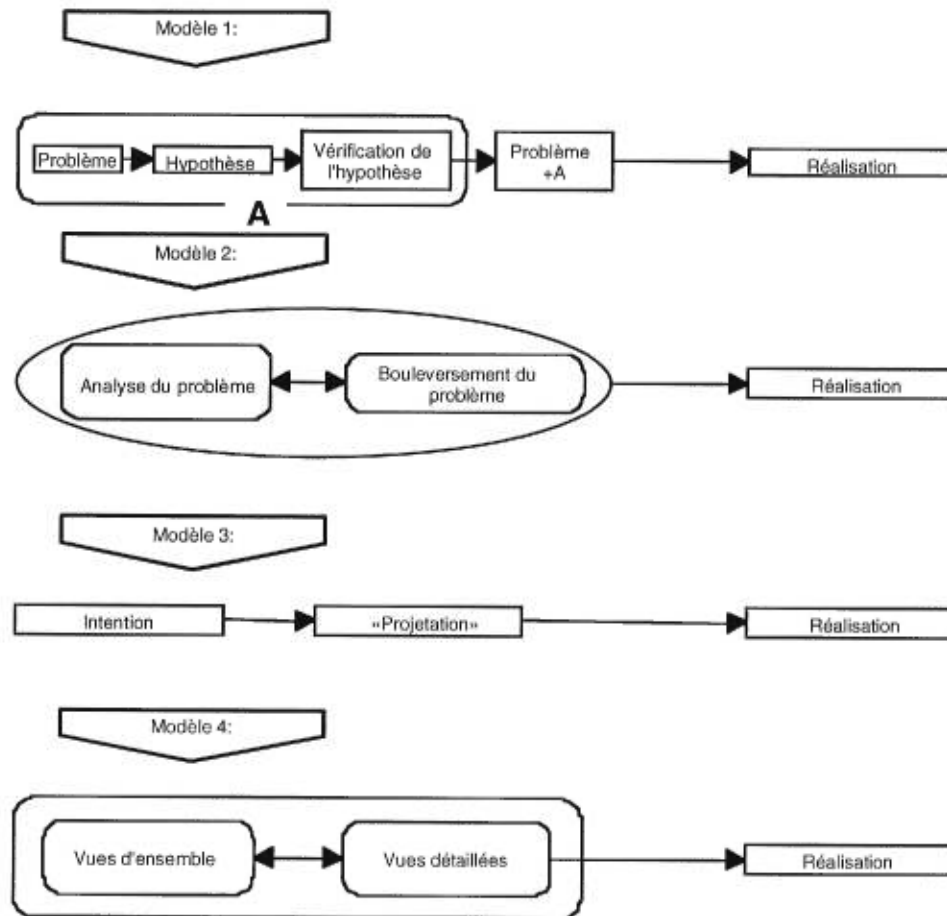 Modèle 1:
Problème
Hypothèse
Vérification de
l'hypothèse
Problème
+A
Réalisation
A
Modèle 2:
Analyse du problème
Bouleversement du
problème
Réalisation
Modèle 3:
Intention
«Projetation»
Réalisation
Modèle 4:
Vues d'ensemble
Vues détaillées
Réalisation